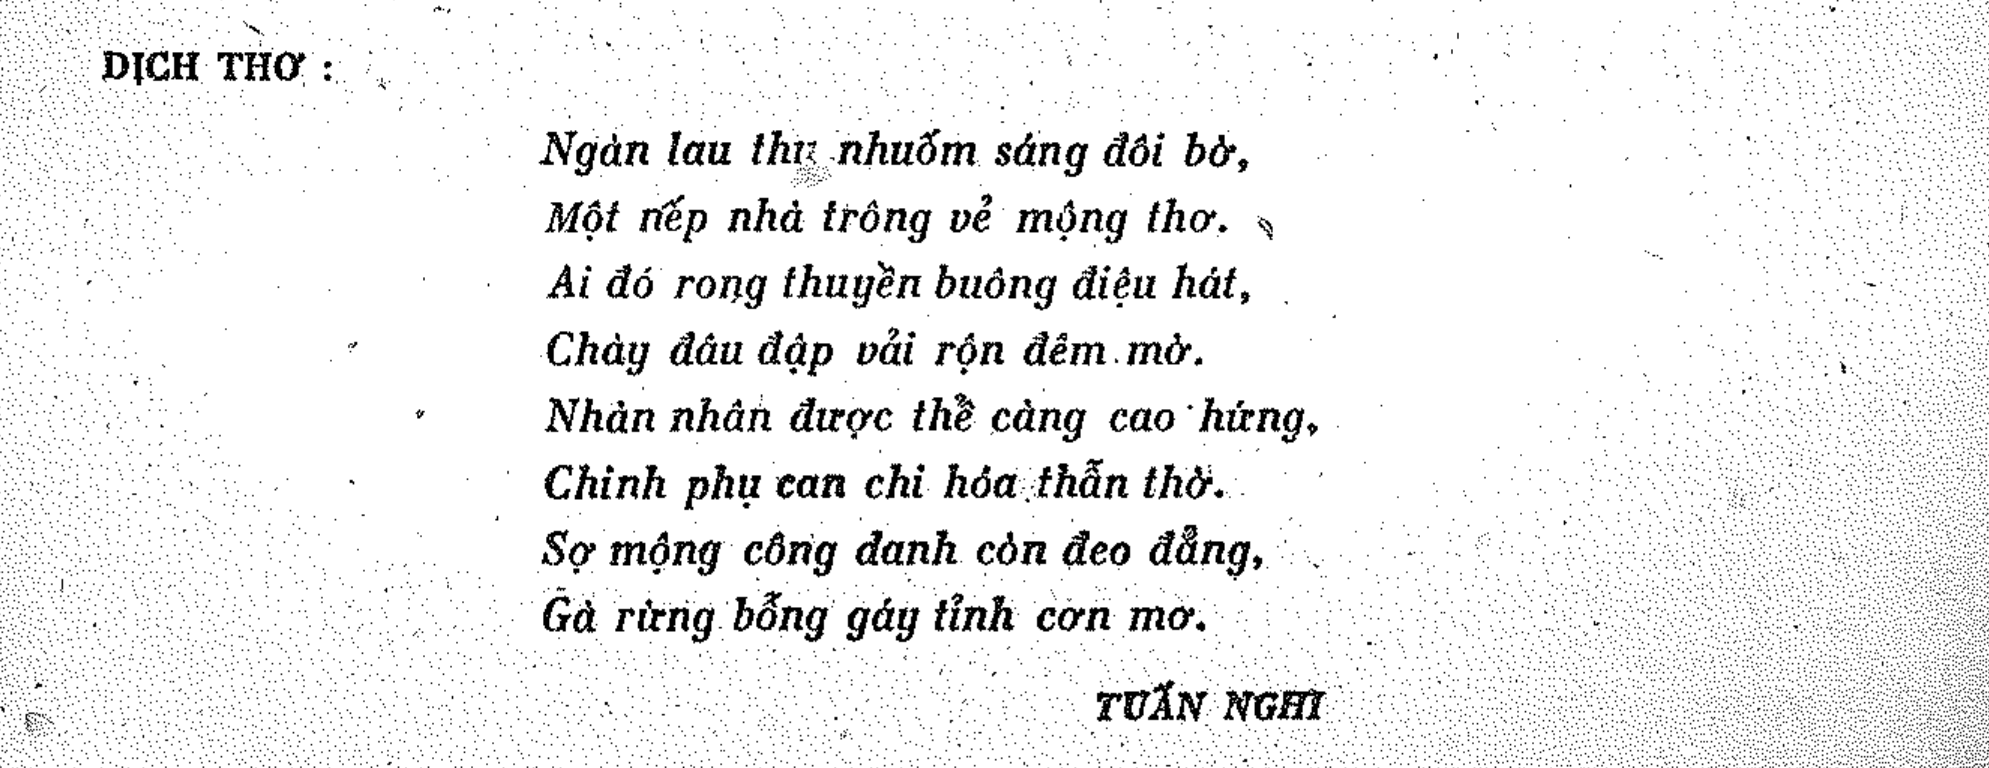 DỊCH THƠ :
Ngàn lau thu nhuốm sáng đôi bờ,
Một nếp nhà trông vẻ mộng thơ.
Ai đó rong thuyền buông điệu hát,
Chày đâu đập vải rộn đêm mờ.
Nhàn nhân được thề càng cao hứng,
Chinh phụ can chi hóa thẫn thờ.
Sợ mộng công danh còn đeo đẳng,
Gà rừng bỗng gáy tỉnh cơn mơ.
TUẤN NGHI